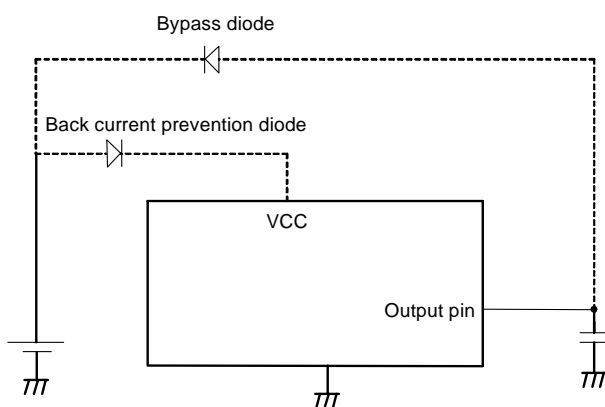 Bypass diode
Back current prevention diode
VCC
Output pin